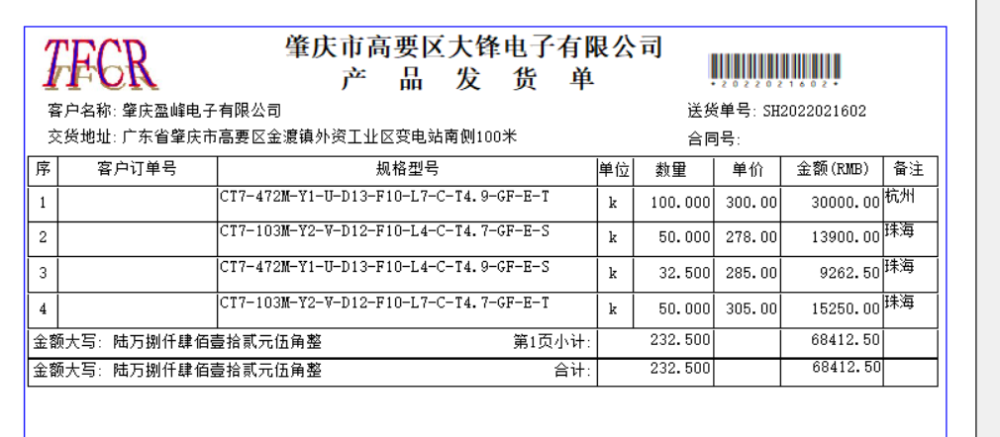 TFCR
肇庆市高要区大锋电子有限公司
产品发货单
*2022021602*
客户名称: 肇庆盈峰电子有限公司 送货单号: SH2022021602
交货地址: 广东省肇庆市高要区金渡镇外资工业区变电站南侧100米 合同号:
序 客户订单号 规格型号 单位 数量 单价 金额(RMB) 备注
1 CT7-472M-Y1-U-D13-F10-L7-C-T4.9-GF-E-T k 100.000 300.00 30000.00 杭州
2 CT7-103M-Y2-V-D12-F10-L4-C-T4.7-GF-E-S k 50.000 278.00 13900.00 珠海
3 CT7-472M-Y1-U-D13-F10-L4-C-T4.9-GF-E-S k 32.500 285.00 9262.50 珠海
4 CT7-103M-Y2-V-D12-F10-L7-C-T4.7-GF-E-T k 50.000 305.00 15250.00 珠海
金额大写: 陆万捌仟肆佰壹拾贰元伍角整 第1页小计: 232.500 68412.50
金额大写: 陆万捌仟肆佰壹拾贰元伍角整 合计: 232.500 68412.50